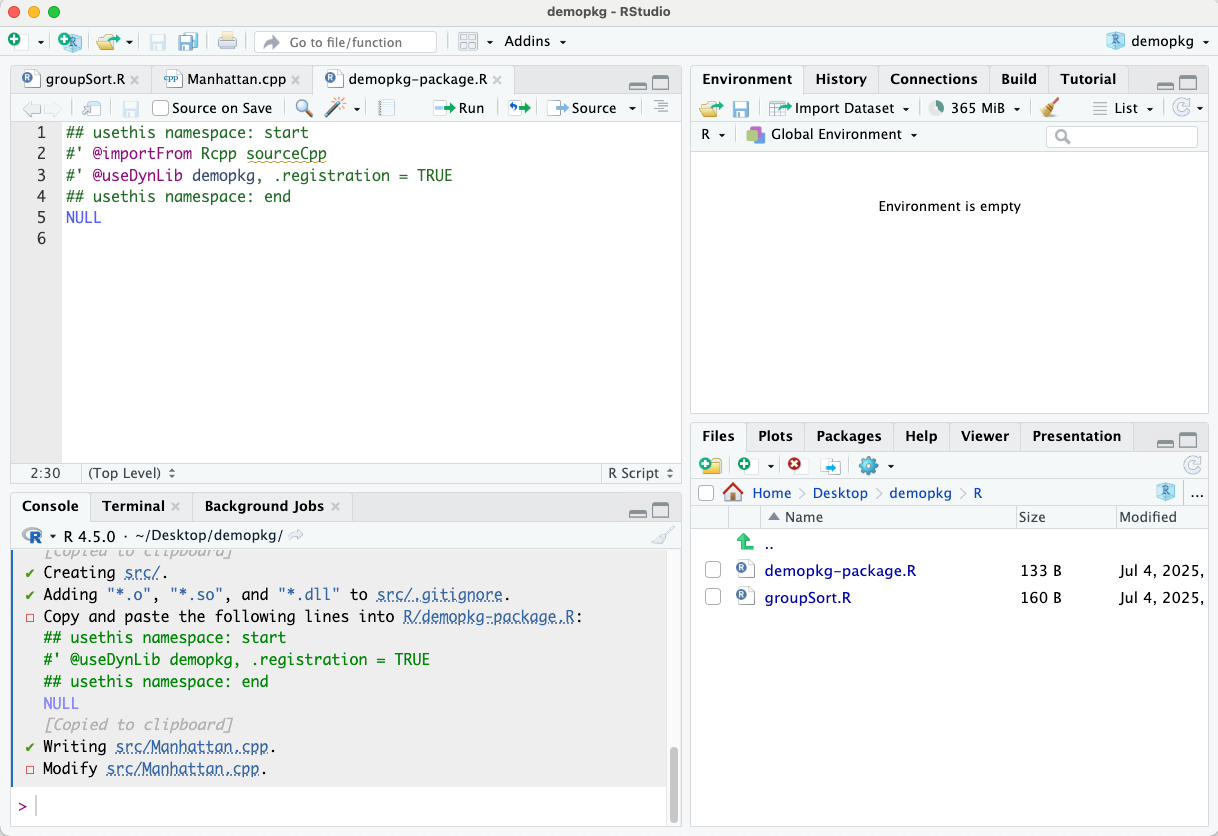 demopkg - RStudio
Go to file/function
Addins
demopkg
groupSort.R
Manhattan.cpp
demopkg-package.R
Source on Save
Run
Source
1 ## usethis namespace: start
2 #' @importFrom Rcpp sourceCpp
3 #' @useDynLib demopkg, .registration = TRUE
4 ## usethis namespace: end
5 NULL
6
2:30 (Top Level) R Script
Console Terminal Background Jobs
R 4.5.0 · ~/Desktop/demopkg/
[Copied to clipboard]
✔ Creating src/.
✔ Adding "*.o", "*.so", and "*.dll" to src/.gitignore.
☐ Copy and paste the following lines into R/demopkg-package.R:
## usethis namespace: start
#' @useDynLib demopkg, .registration = TRUE
## usethis namespace: end
NULL
[Copied to clipboard]
✔ Writing src/Manhattan.cpp.
☐ Modify src/Manhattan.cpp.
>
Environment History Connections Build Tutorial
Import Dataset 365 MiB List
R Global Environment
Environment is empty
Files Plots Packages Help Viewer Presentation
Home Desktop demopkg R ...
Name Size Modified
..
demopkg-package.R 133 B Jul 4, 2025,
groupSort.R 160 B Jul 4, 2025,